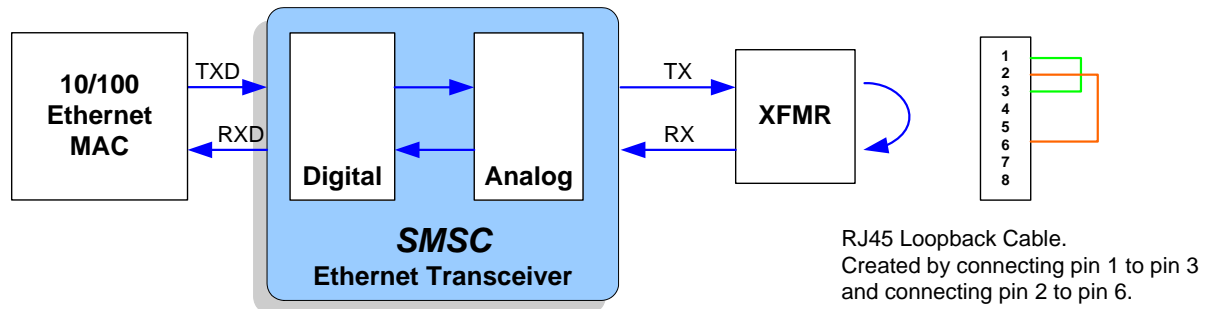 10/100
Ethernet
MAC
TXD
RXD
Digital
Analog
SMSC
Ethernet Transceiver
TX
RX
XFMR
1
2
3
4
5
6
7
8
RJ45 Loopback Cable.
Created by connecting pin 1 to pin 3
and connecting pin 2 to pin 6.